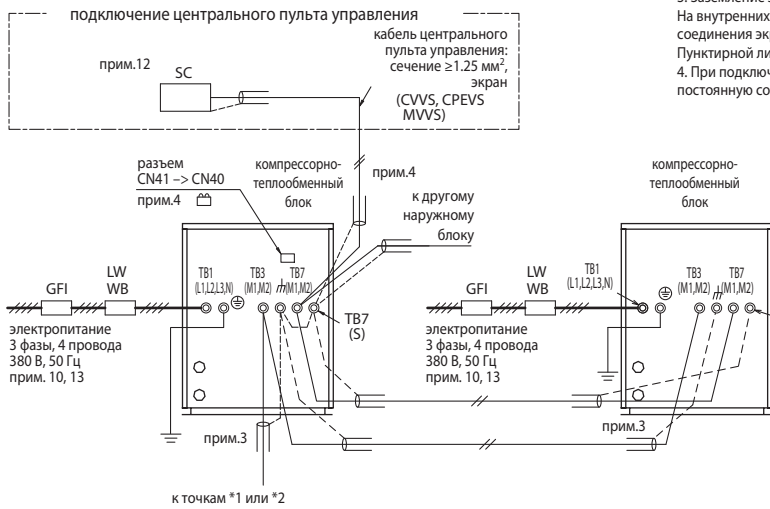 подключение центрального пульта управления
прим.12
SC
кабель центрального
пульта управления:
сечение ≥1.25 мм²,
экран
(CVVS, CPEVS
MVVS)
На внутренних
соединения экр
Пунктирной ли
4. При подключ
постоянную со
разъем
CN41 –> CN40
прим.4
компрессорно-
теплообменный
блок
прим.4
к другому
наружному
блоку
компрессорно-
теплообменный
блок
GFI
LW
WB
TB1
(L1,L2,L3,N)
TB3
(M1,M2)
TB7
(M1,M2)
TB7
(S)
электропитание
3 фазы, 4 провода
380 В, 50 Гц
прим. 10, 13
GFI
LW
WB
TB1
(L1,L2,L3,N)
TB3
(M1,M2)
TB7
(M1,M2)
электропитание
3 фазы, 4 провода
380 В, 50 Гц
прим. 10, 13
прим.3
прим.3
к точкам *1 или *2